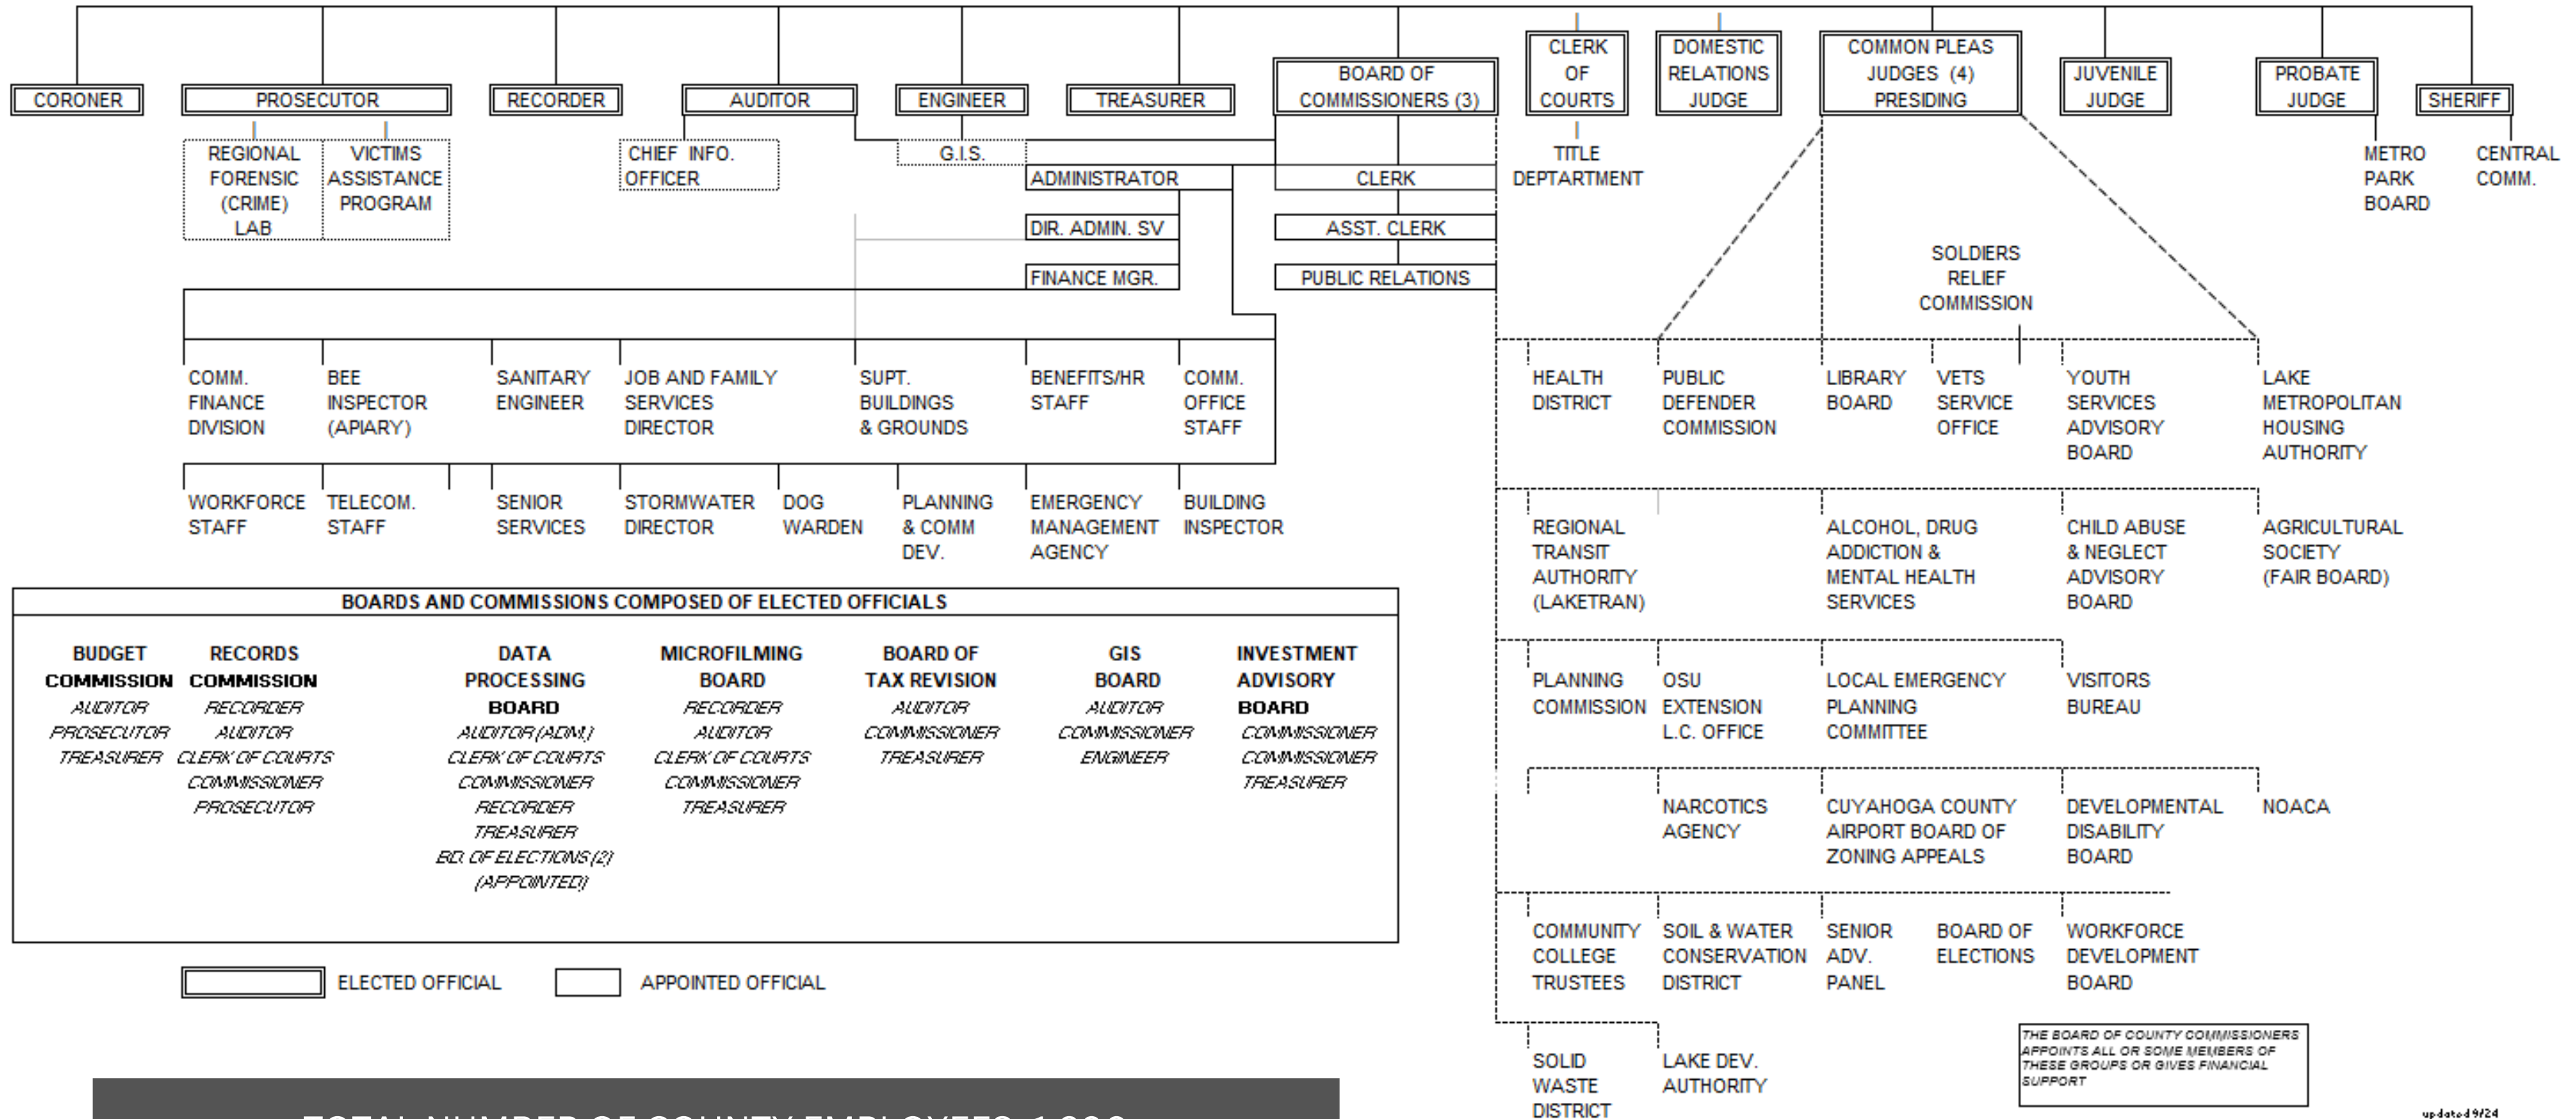 CORONER
PROSECUTOR
RECORDER
AUDITOR
ENGINEER
TREASURER
BOARD OF
COMMISSIONERS (3)
CLERK
OF
COURTS
DOMESTIC
RELATIONS
JUDGE
COMMON PLEAS
JUDGES (4)
PRESIDING
JUVENILE
JUDGE
PROBATE
JUDGE
SHERIFF
REGIONAL
FORENSIC
(CRIME)
LAB
VICTIMS
ASSISTANCE
PROGRAM
CHIEF INFO.
OFFICER
G.I.S.
ADMINISTRATOR
DIR. ADMIN. SV
FINANCE MGR.
CLERK
ASST. CLERK
PUBLIC RELATIONS
TITLE
DEPTARTMENT
SOLDIERS
RELIEF
COMMISSION
METRO
PARK
BOARD
CENTRAL
COMM.
COMM.
FINANCE
DIVISION
BEE
INSPECTOR
(APIARY)
SANITARY
ENGINEER
JOB AND FAMILY
SERVICES
DIRECTOR
SUPT.
BUILDINGS
& GROUNDS
BENEFITS/HR
STAFF
COMM.
OFFICE
STAFF
WORKFORCE
STAFF
TELECOM.
STAFF
SENIOR
SERVICES
STORMWATER
DIRECTOR
DOG
WARDEN
PLANNING
& COMM
DEV.
EMERGENCY
MANAGEMENT
AGENCY
BUILDING
INSPECTOR
HEALTH
DISTRICT
PUBLIC
DEFENDER
COMMISSION
LIBRARY
BOARD
VETS
SERVICE
OFFICE
YOUTH
SERVICES
ADVISORY
BOARD
LAKE
METROPOLITAN
HOUSING
AUTHORITY
REGIONAL
TRANSIT
AUTHORITY
(LAKETRAN)
ALCOHOL, DRUG
ADDICTION &
MENTAL HEALTH
SERVICES
CHILD ABUSE
& NEGLECT
ADVISORY
BOARD
AGRICULTURAL
SOCIETY
(FAIR BOARD)
PLANNING
COMMISSION
OSU
EXTENSION
L.C. OFFICE
LOCAL EMERGENCY
PLANNING
COMMITTEE
VISITORS
BUREAU
NARCOTICS
AGENCY
CUYAHOGA COUNTY
AIRPORT BOARD OF
ZONING APPEALS
DEVELOPMENTAL
DISABILITY
BOARD
NOACA
COMMUNITY
COLLEGE
TRUSTEES
SOIL & WATER
CONSERVATION
DISTRICT
SENIOR
ADV.
PANEL
BOARD OF
ELECTIONS
WORKFORCE
DEVELOPMENT
BOARD
SOLID
WASTE
DISTRICT
LAKE DEV.
AUTHORITY
BOARDS AND COMMISSIONS COMPOSED OF ELECTED OFFICIALS
BUDGET
COMMISSION
AUDITOR
PROSECUTOR
TREASURER
RECORDS
COMMISSION
RECORDER
AUDITOR
CLERK OF COURTS
COMMISSIONER
PROSECUTOR
DATA
PROCESSING
BOARD
AUDITOR (ADM.)
CLERK OF COURTS
COMMISSIONER
RECORDER
TREASURER
BD. OF ELECTIONS (2)
(APPOINTED)
MICROFILMING
BOARD
RECORDER
AUDITOR
CLERK OF COURTS
COMMISSIONER
TREASURER
BOARD OF
TAX REVISION
AUDITOR
COMMISSIONER
TREASURER
GIS
BOARD
AUDITOR
COMMISSIONER
ENGINEER
INVESTMENT
ADVISORY
BOARD
COMMISSIONER
COMMISSIONER
TREASURER
ELECTED OFFICIAL
APPOINTED OFFICIAL
THE BOARD OF COUNTY COMMISSIONERS
APPOINTS ALL OR SOME MEMBERS OF
THESE GROUPS OR GIVES FINANCIAL
SUPPORT
updated 9/24
TOTAL NUMBER OF COUNTY EMPLOYEES